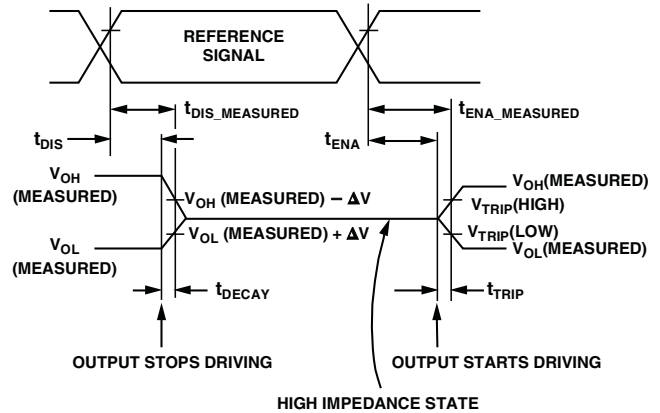 REFERENCE
SIGNAL
tDIS_MEASURED
tENA_MEASURED
tDIS
tENA
VOH
(MEASURED)
VOH (MEASURED) – ΔV
VOH(MEASURED)
VTRIP(HIGH)
VOL
(MEASURED)
VOL (MEASURED) + ΔV
VTRIP(LOW)
VOL(MEASURED)
tDECAY
tTRIP
OUTPUT STOPS DRIVING
OUTPUT STARTS DRIVING
HIGH IMPEDANCE STATE